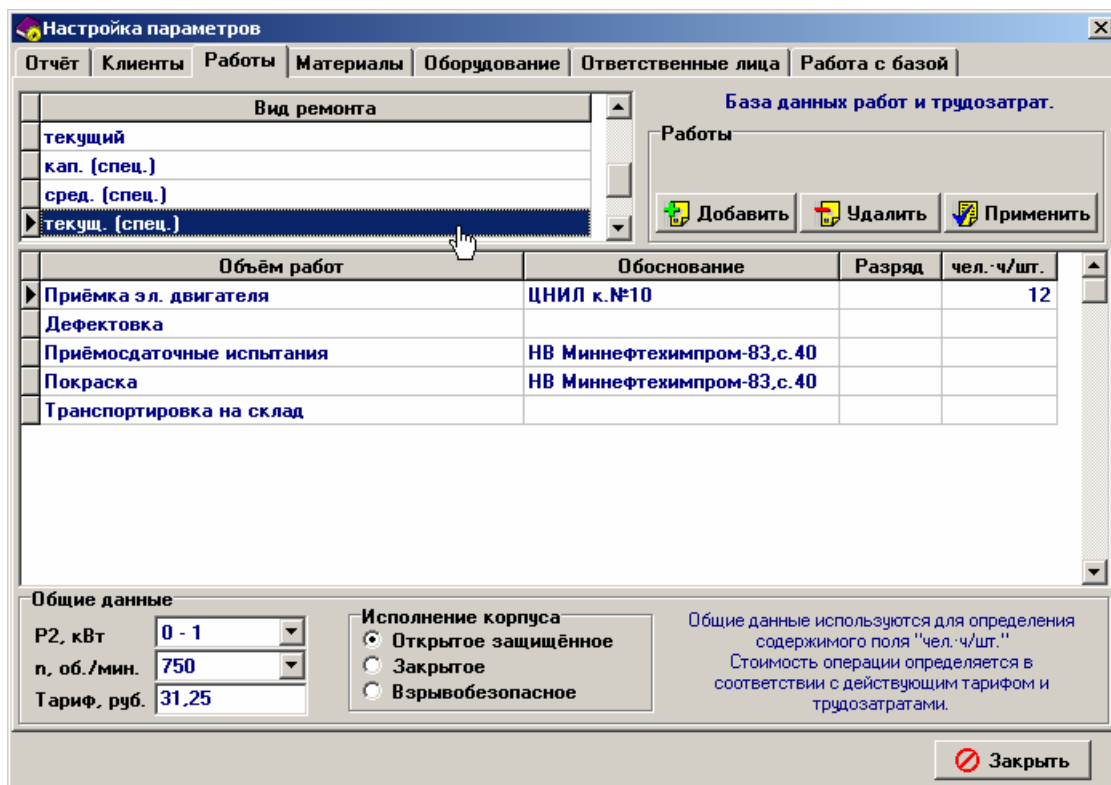 Настройка параметров
Отчёт Клиенты Работы Материалы Оборудование Ответственные лица Работа с базой
Вид ремонта
текущий
кап. (спец.)
сред. (спец.)
текущ. (спец.)
База данных работ и трудозатрат.
Работы
Добавить Удалить Применить
Объём работ Обоснование Разряд чел.·ч/шт.
Приёмка эл. двигателя ЦНИЛ к.№10 12
Дефектовка
Приёмосдаточные испытания НВ Миннефтехимпром-83,с.40
Покраска НВ Миннефтехимпром-83,с.40
Транспортировка на склад
Общие данные
P2, кВт 0 - 1
n, об./мин. 750
Тариф, руб. 31,25
Исполнение корпуса
Открытое защищённое
Закрытое
Взрывобезопасное
Общие данные используются для определения
содержимого поля "чел.·ч/шт."
Стоимость операции определяется в
соответствии с действующим тарифом и
трудозатратами.
Закрыть